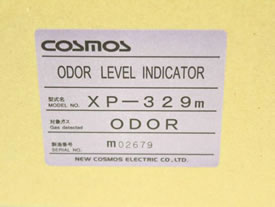 COSMOS
ODOR LEVEL INDICATOR
型式名 MODEL NO. XP-329m
対象ガス Gas detected ODOR
製造番号 SERIAL NO. m02679
NEW COSMOS ELECTRIC CO., LTD.